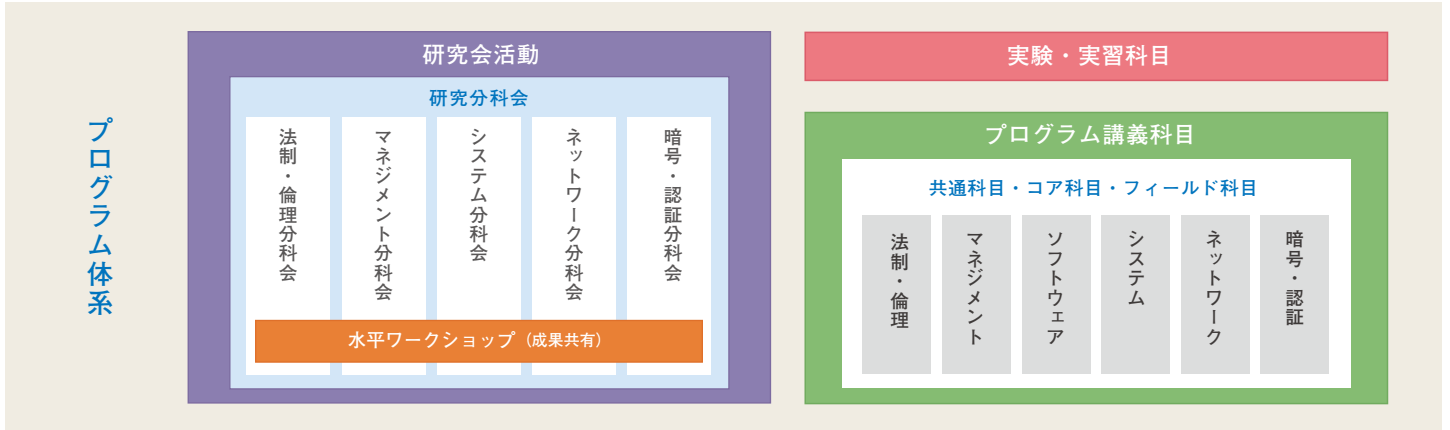 プログラム体系
研究会活動
研究分科会
法制・倫理分科会
マネジメント分科会
システム分科会
ネットワーク分科会
暗号・認証分科会
水平ワークショップ（成果共有）
実験・実習科目
プログラム講義科目
共通科目・コア科目・フィールド科目
法制・倫理
マネジメント
ソフトウェア
システム
ネットワーク
暗号・認証